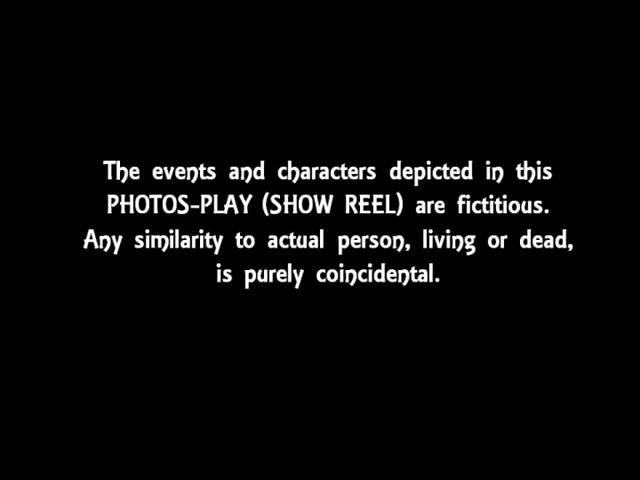 The events and characters depicted in this
PHOTOS-PLAY (SHOW REEL) are fictitious.
Any similarity to actual person, living or dead,
is purely coincidental.